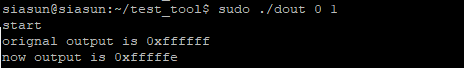 siasun@siasun:~/test_tool$ sudo ./dout 0 1
start
orignal output is 0xffffff
now output is 0xfffffe